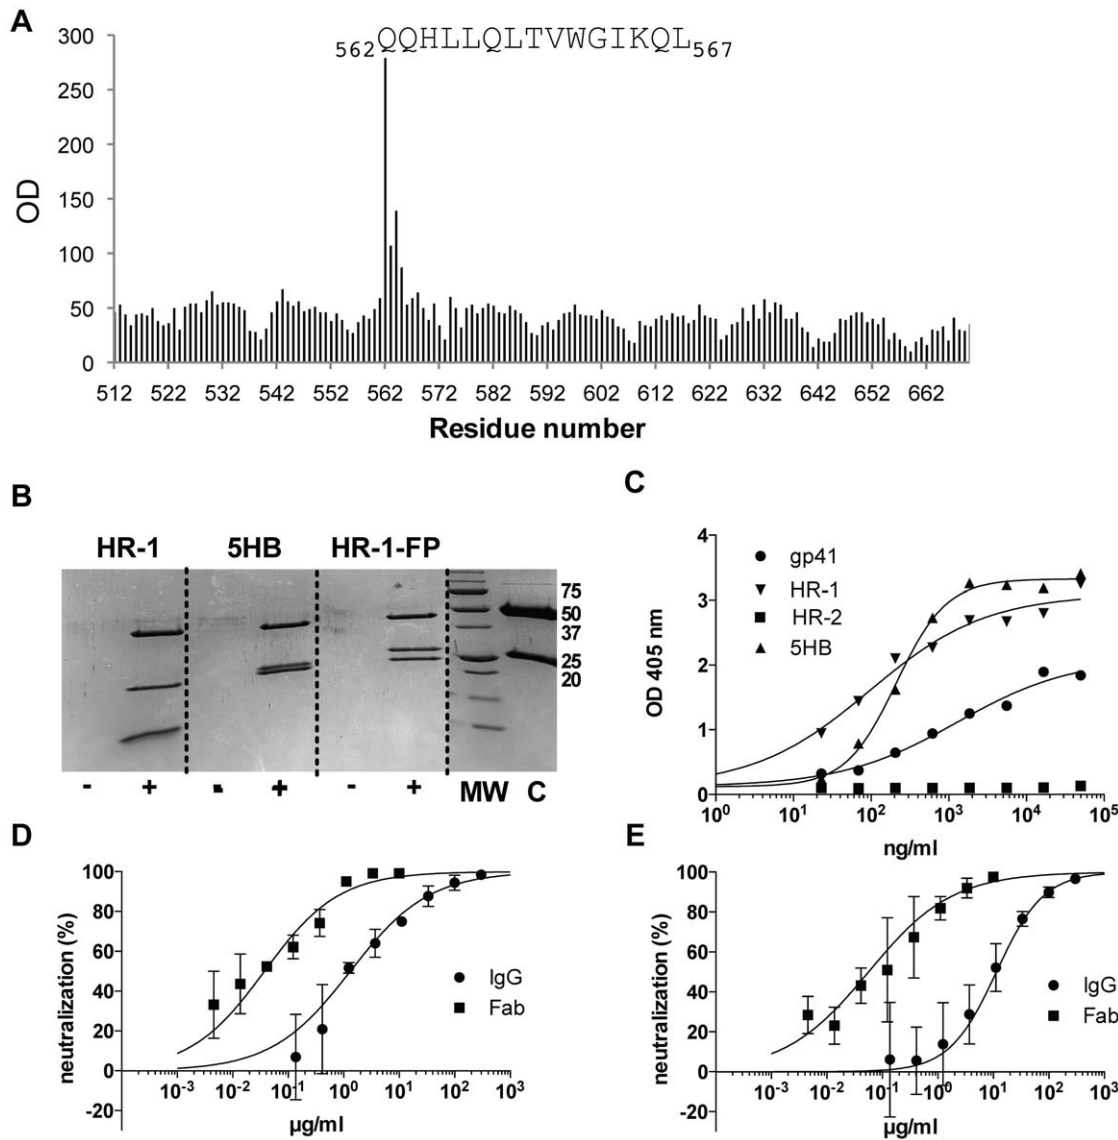 A
300
562QQHLLQLTVWGIKQL567
250
200
150
100
50
0
OD
512 522 532 542 552 562 572 582 592 602 612 622 632 642 652 662
Residue number
B
HR-1 5HB HR-1-FP
75
50
37
25
20
- + - + - + MW C
C
4
3
2
1
0
OD 405 nm
gp41
HR-1
HR-2
5HB
10^0 10^1 10^2 10^3 10^4 10^5
ng/ml
D
100
80
60
40
20
0
-20
neutralization (%)
IgG
Fab
10^-3 10^-2 10^-1 10^0 10^1 10^2 10^3
µg/ml
E
100
80
60
40
20
0
-20
neutralization (%)
IgG
Fab
10^-3 10^-2 10^-1 10^0 10^1 10^2 10^3
µg/ml